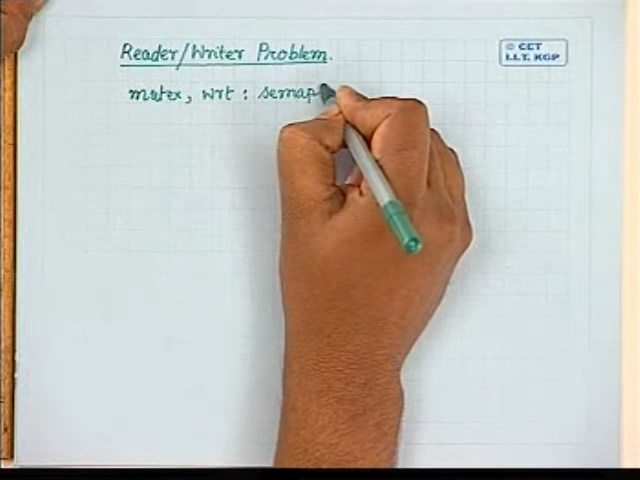 Reader/Writer Problem.
© CET
I.I.T. KGP
mutex, wrt : semap